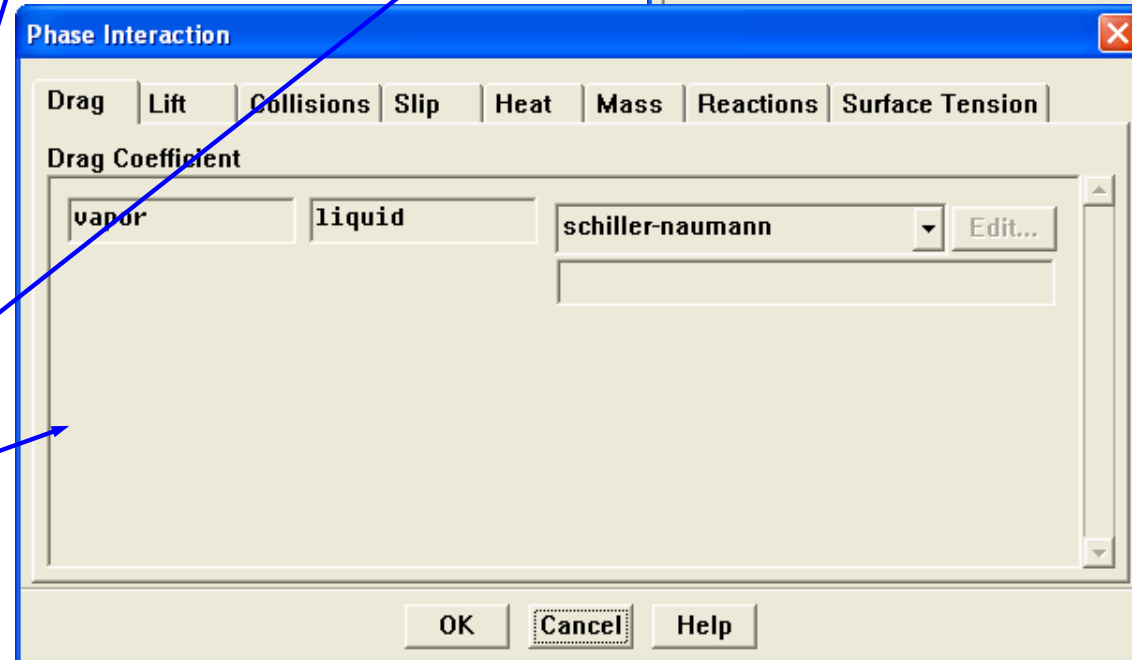 Phase Interaction
Drag Lift Collisions Slip Heat Mass Reactions Surface Tension
Drag Coefficient
vapor liquid schiller-naumann Edit...
OK Cancel Help